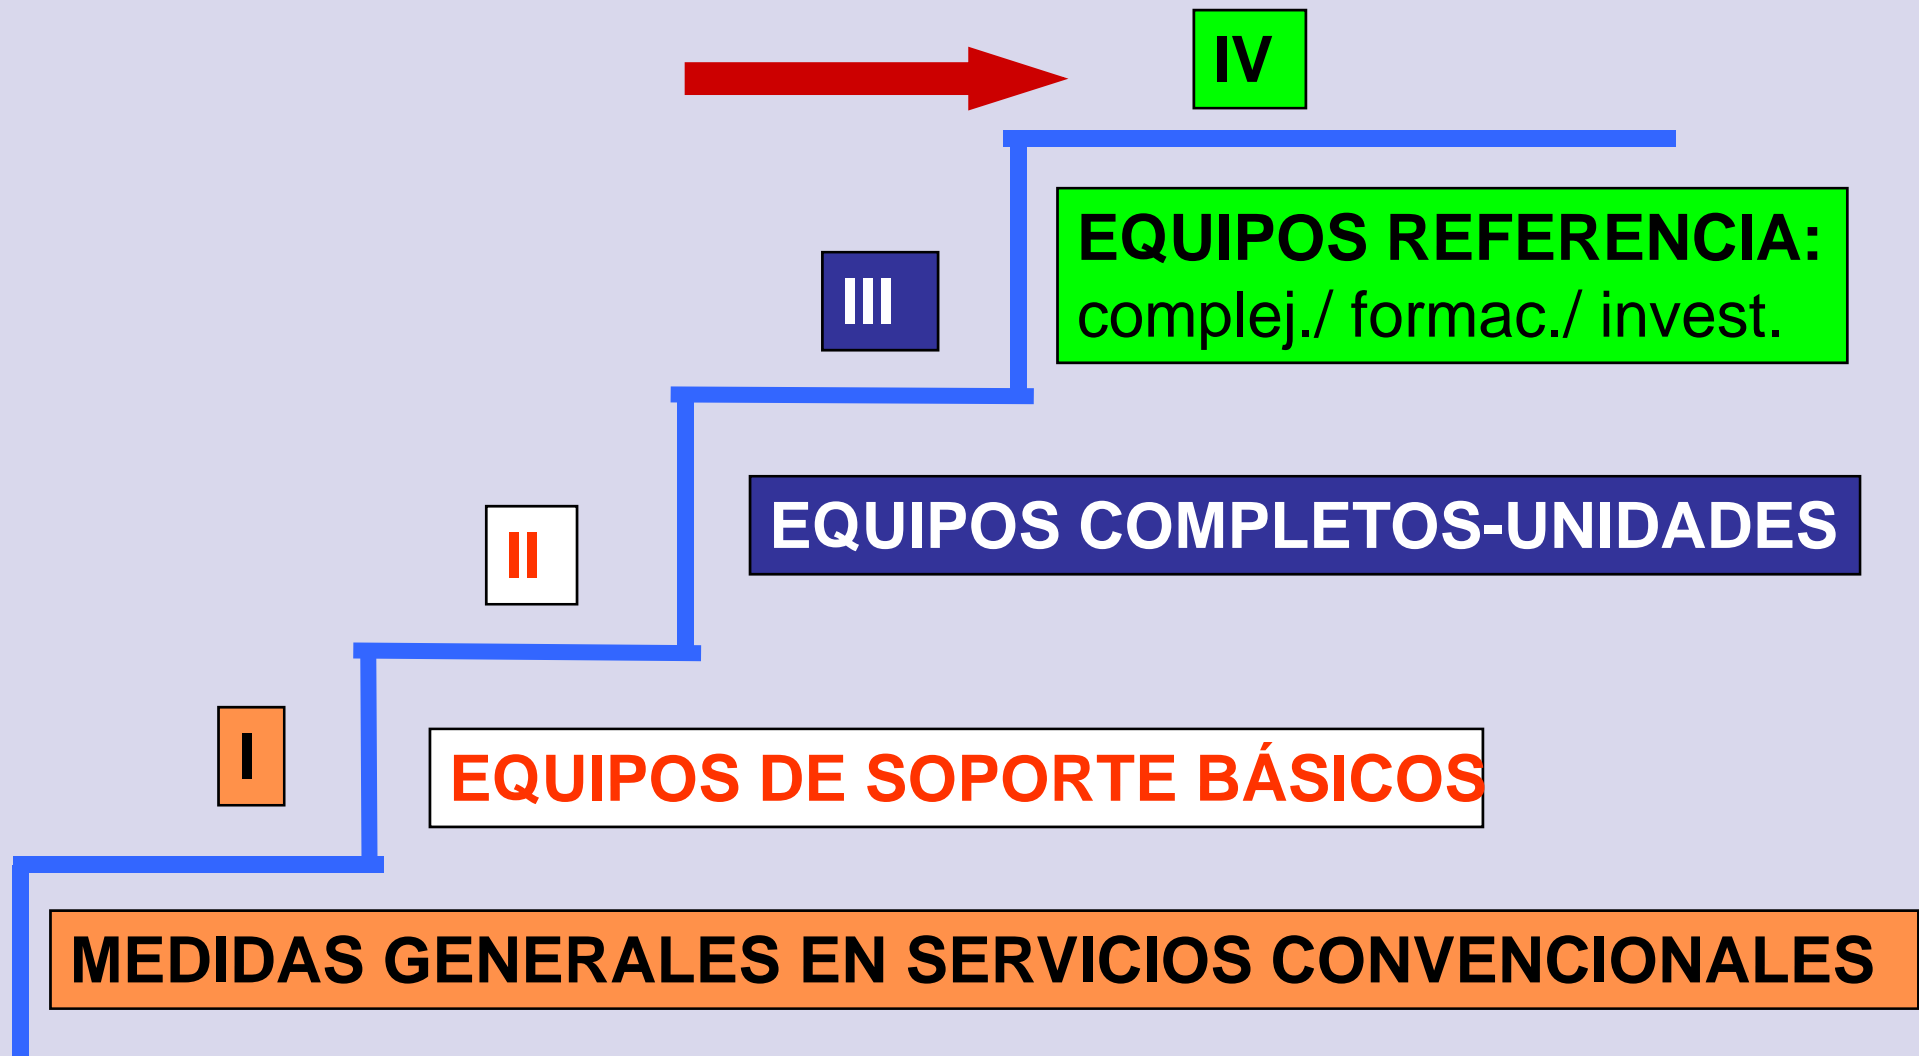 IV
EQUIPOS REFERENCIA:
complej./ formac./ invest.
III
EQUIPOS COMPLETOS-UNIDADES
II
EQUIPOS DE SOPORTE BÁSICOS
I
MEDIDAS GENERALES EN SERVICIOS CONVENCIONALES